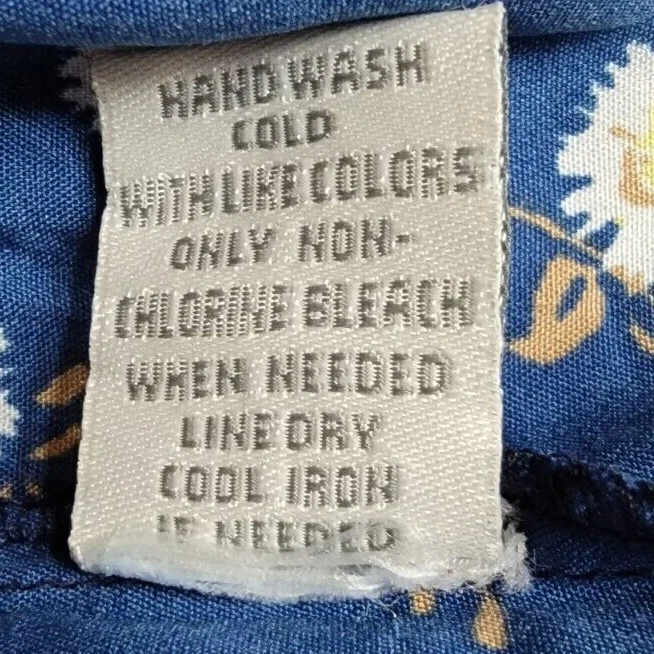 HAND WASH
COLD
WITH LIKE COLORS
ONLY NON-
CHLORINE BLEACH
WHEN NEEDED
LINE DRY
COOL IRON
IF NEEDED